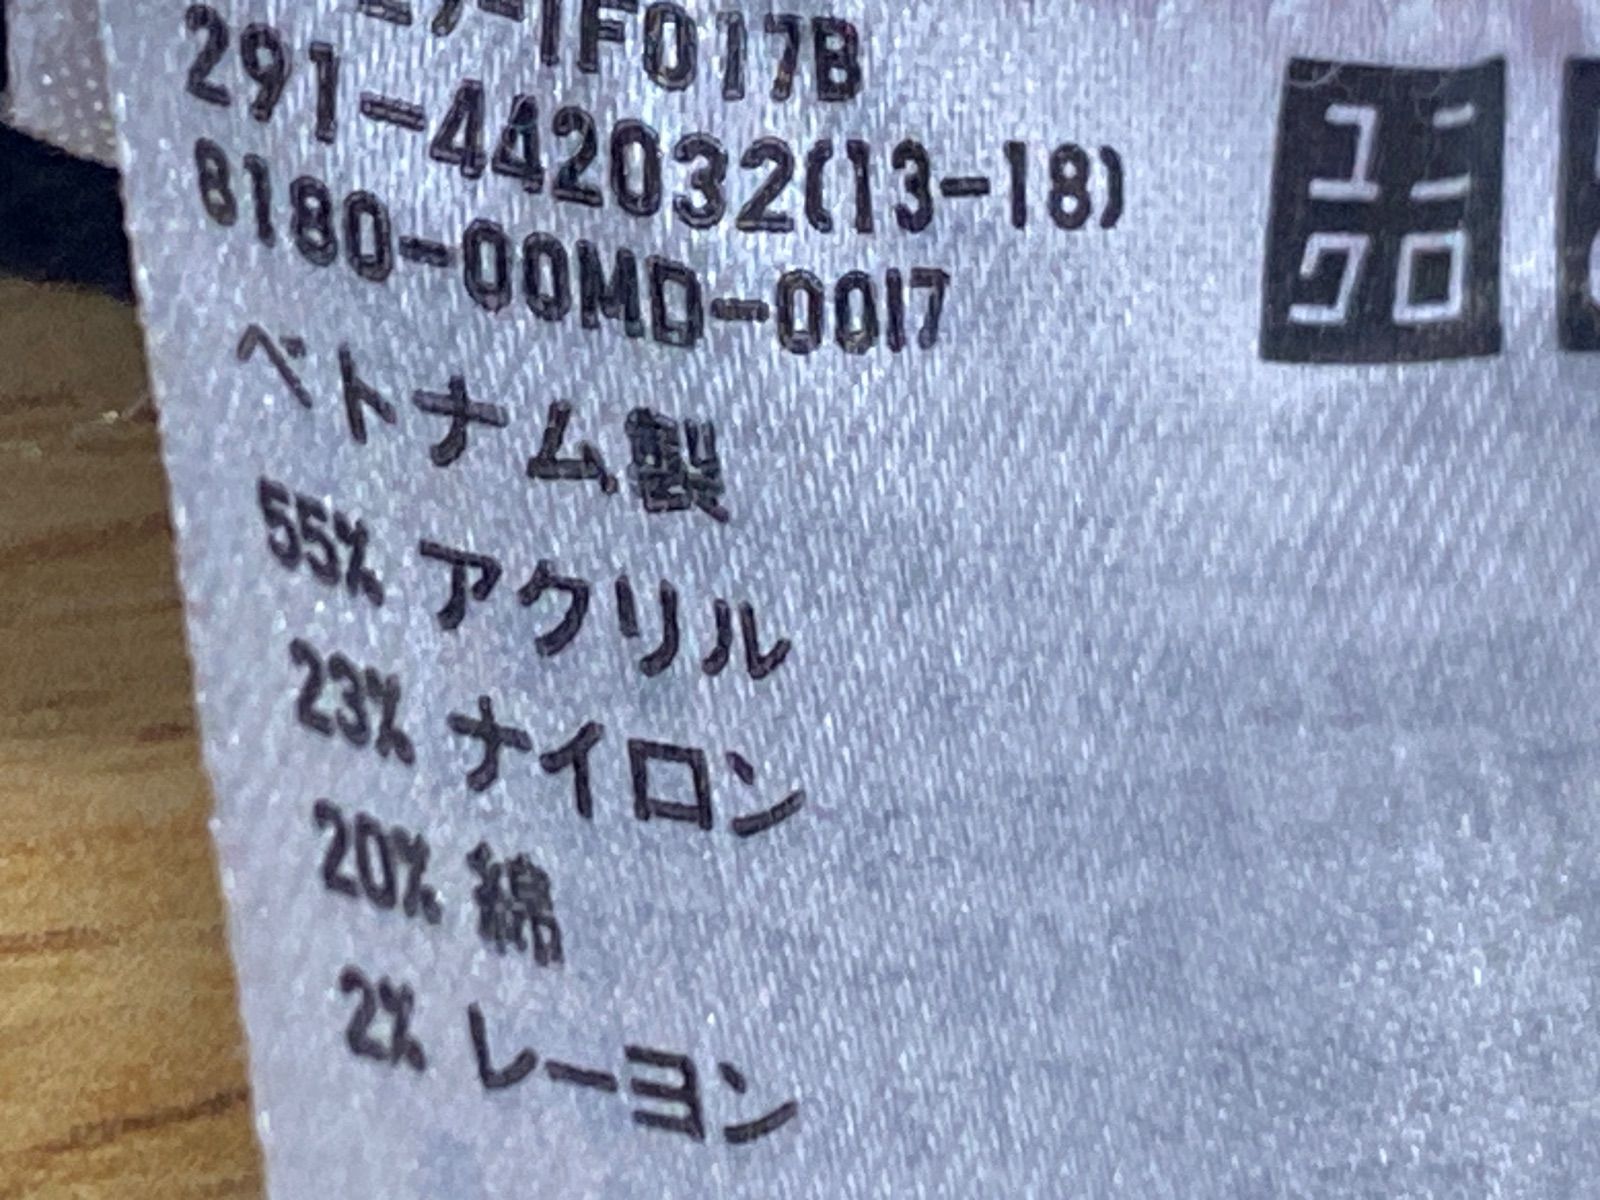 1F017B
291-442032(13-18)
8180-00MD-0017
ベトナム製
55% アクリル
23% ナイロン
20% 綿
2% レーヨン
ユニ
クロ